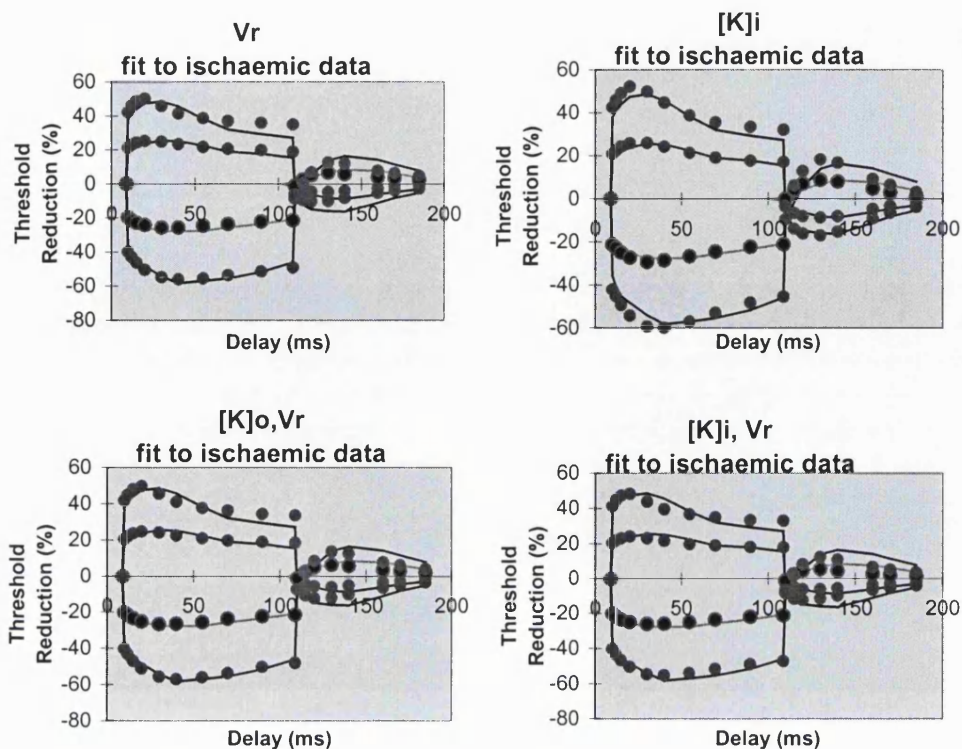 Vr
fit to ischaemic data
60
40
20
0
-20
-40
-60
-80
0
50
100
150
200
Threshold
Reduction (%)
Delay (ms)
[K]i
fit to ischaemic data
60
40
20
0
-20
-40
-60
0
50
100
150
200
Threshold
Reduction (%)
Delay (ms)
[K]o,Vr
fit to ischaemic data
60
40
20
0
-20
-40
-60
-80
0
50
100
150
200
Threshold
Reduction (%)
Delay (ms)
[K]i, Vr
fit to ischaemic data
60
40
20
0
-20
-40
-60
-80
0
50
100
150
200
Threshold
Reduction (%)
Delay (ms)